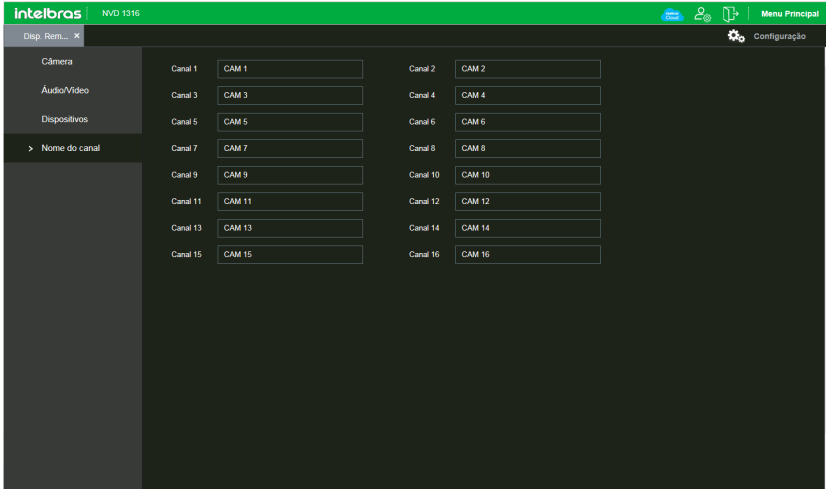 intelbras NVD 1316 Menu Principal
Disp. Rem... × Configuração
Câmera
Áudio/Vídeo
Dispositivos
> Nome do canal
Canal 1 CAM 1 Canal 2 CAM 2
Canal 3 CAM 3 Canal 4 CAM 4
Canal 5 CAM 5 Canal 6 CAM 6
Canal 7 CAM 7 Canal 8 CAM 8
Canal 9 CAM 9 Canal 10 CAM 10
Canal 11 CAM 11 Canal 12 CAM 12
Canal 13 CAM 13 Canal 14 CAM 14
Canal 15 CAM 15 Canal 16 CAM 16